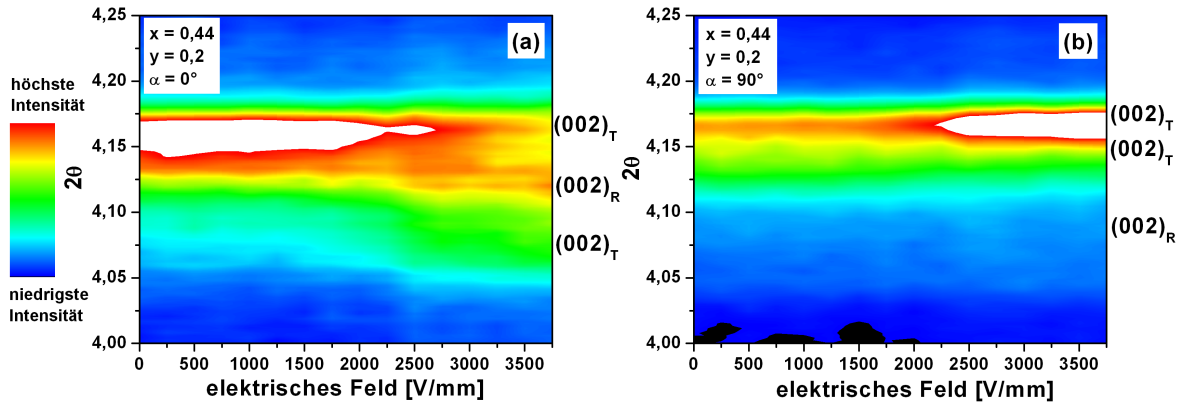 höchste
Intensität
niedrigste
Intensität
2θ
4,25
4,20
4,15
4,10
4,05
4,00
x = 0,44
y = 0,2
α = 0°
(a)
(002)T
(002)R
(002)T
0 500 1000 1500 2000 2500 3000 3500
elektrisches Feld [V/mm]
2θ
4,25
4,20
4,15
4,10
4,05
4,00
x = 0,44
y = 0,2
α = 90°
(b)
(002)T
(002)T
(002)R
0 500 1000 1500 2000 2500 3000 3500
elektrisches Feld [V/mm]